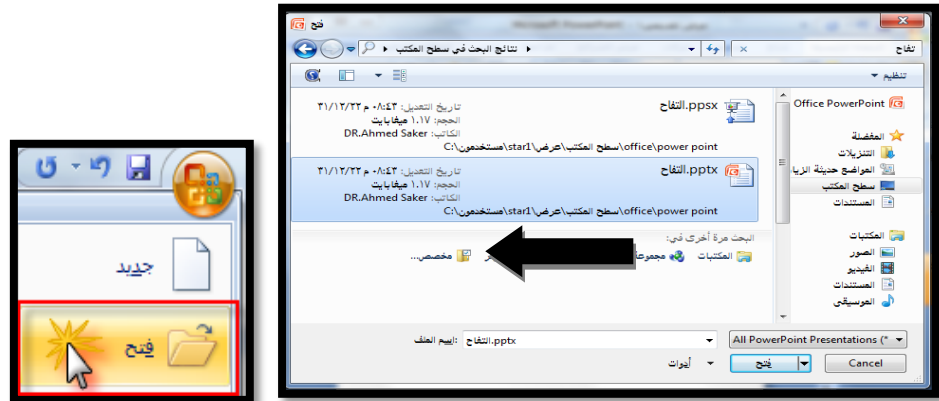 فتح
نتائج البحث في سطح المكتب
تفاح
تنظيم
Office PowerPoint
المفضلة
التنزيلات
المواضع حديثة الزيا
سطح المكتب
المستندات
المكتبات
الصور
الفيديو
المستندات
الموسيقى
التفاح.ppsx
تاريخ التعديل: ٠٨:٤٣ م ٣١/١٢/٢٢
الحجم: ١.١٧ ميغابايت
الكاتب: DR.Ahmed Saker
C:\مستخدمون\star1\سطح المكتب\عرض\office\power point
التفاح.pptx
تاريخ التعديل: ٠٨:٤٣ م ٣١/١٢/٢٢
الحجم: ١.١٧ ميغابايت
الكاتب: DR.Ahmed Saker
C:\مستخدمون\star1\سطح المكتب\عرض\office\power point
البحث مرة أخرى في:
المكتبات
مخصص...
اسم الملف:
التفاح.pptx
All PowerPoint Presentations (*
أدوات
فتح
Cancel
جديد
فتح